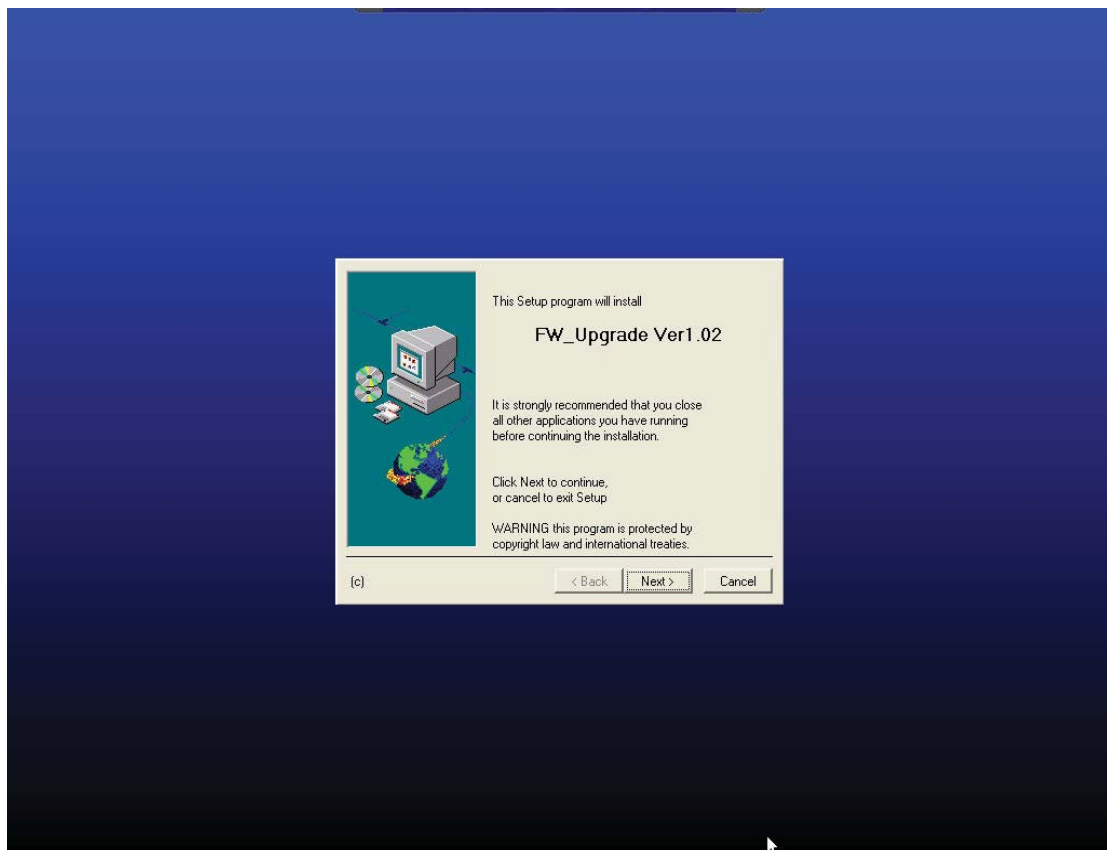 This Setup program will install
FW_Upgrade Ver1.02
It is strongly recommended that you close
all other applications you have running
before continuing the installation.
Click Next to continue,
or cancel to exit Setup
WARNING this program is protected by
copyright law and international treaties.
(c)
< Back
Next >
Cancel